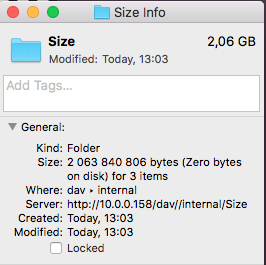 Size Info
Size 2,06 GB
Modified: Today, 13:03
Add Tags...
General:
Kind: Folder
Size: 2 063 840 806 bytes (Zero bytes
on disk) for 3 items
Where: dav ‣ internal
Server: http://10.0.0.158/dav//internal/Size
Created: Today, 13:03
Modified: Today, 13:03
Locked